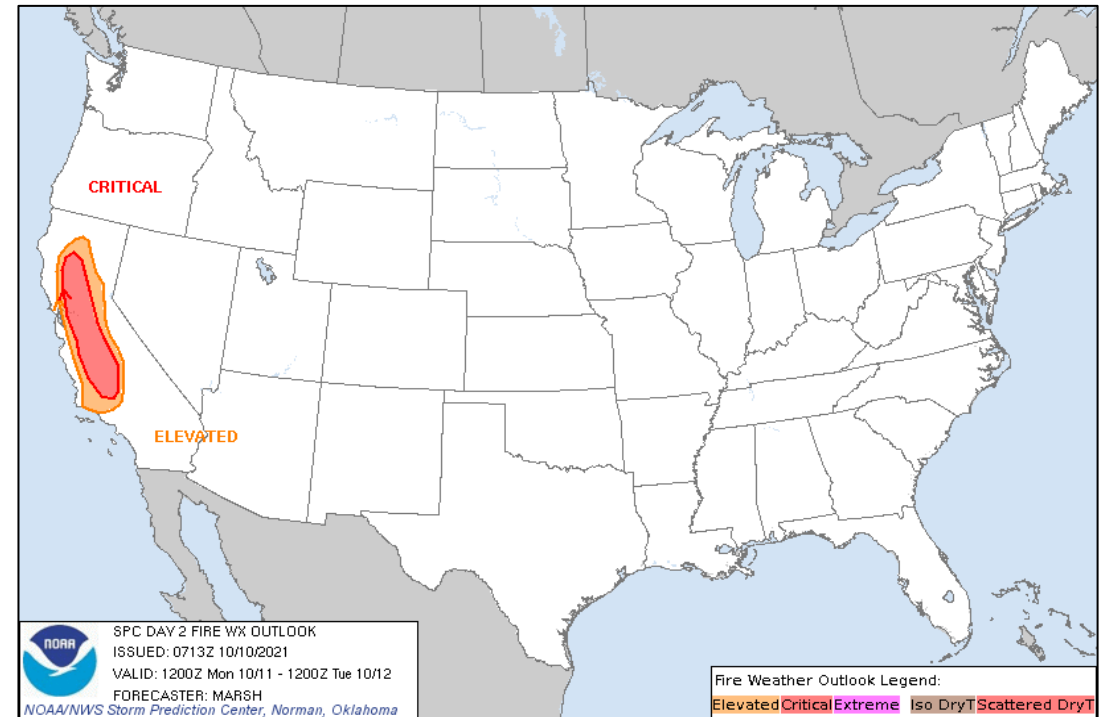 CRITICAL
ELEVATED
NOAA
SPC DAY 2 FIRE WX OUTLOOK
ISSUED: 0713Z 10/10/2021
VALID: 1200Z Mon 10/11 - 1200Z Tue 10/12
FORECASTER: MARSH
NOAA/NWS Storm Prediction Center, Norman, Oklahoma
Fire Weather Outlook Legend:
Elevated Critical Extreme Iso DryT Scattered DryT